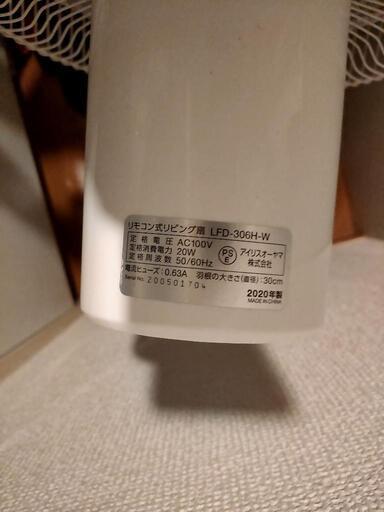 リモコン式リビング扇 LFD-306H-W
定格電圧 AC100V
定格消費電力 20W
定格周波数 50/60Hz
PS
E
アイリスオーヤマ
株式会社
電流ヒューズ：0.63A 羽根の大きさ(直径)：30cm
Serial No. 200501704
2020年製
MADE IN CHINA